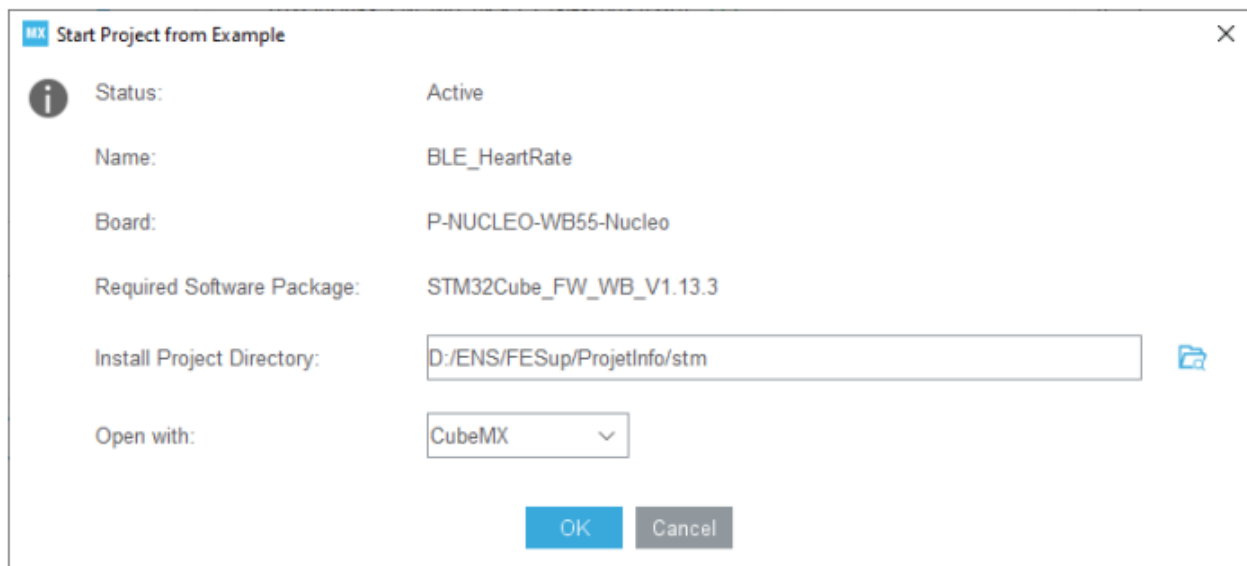 MX Start Project from Example
Status: Active
Name: BLE_HeartRate
Board: P-NUCLEO-WB55-Nucleo
Required Software Package: STM32Cube_FW_WB_V1.13.3
Install Project Directory: D:/ENS/FESup/ProjetInfo/stm
Open with: CubeMX
OK Cancel